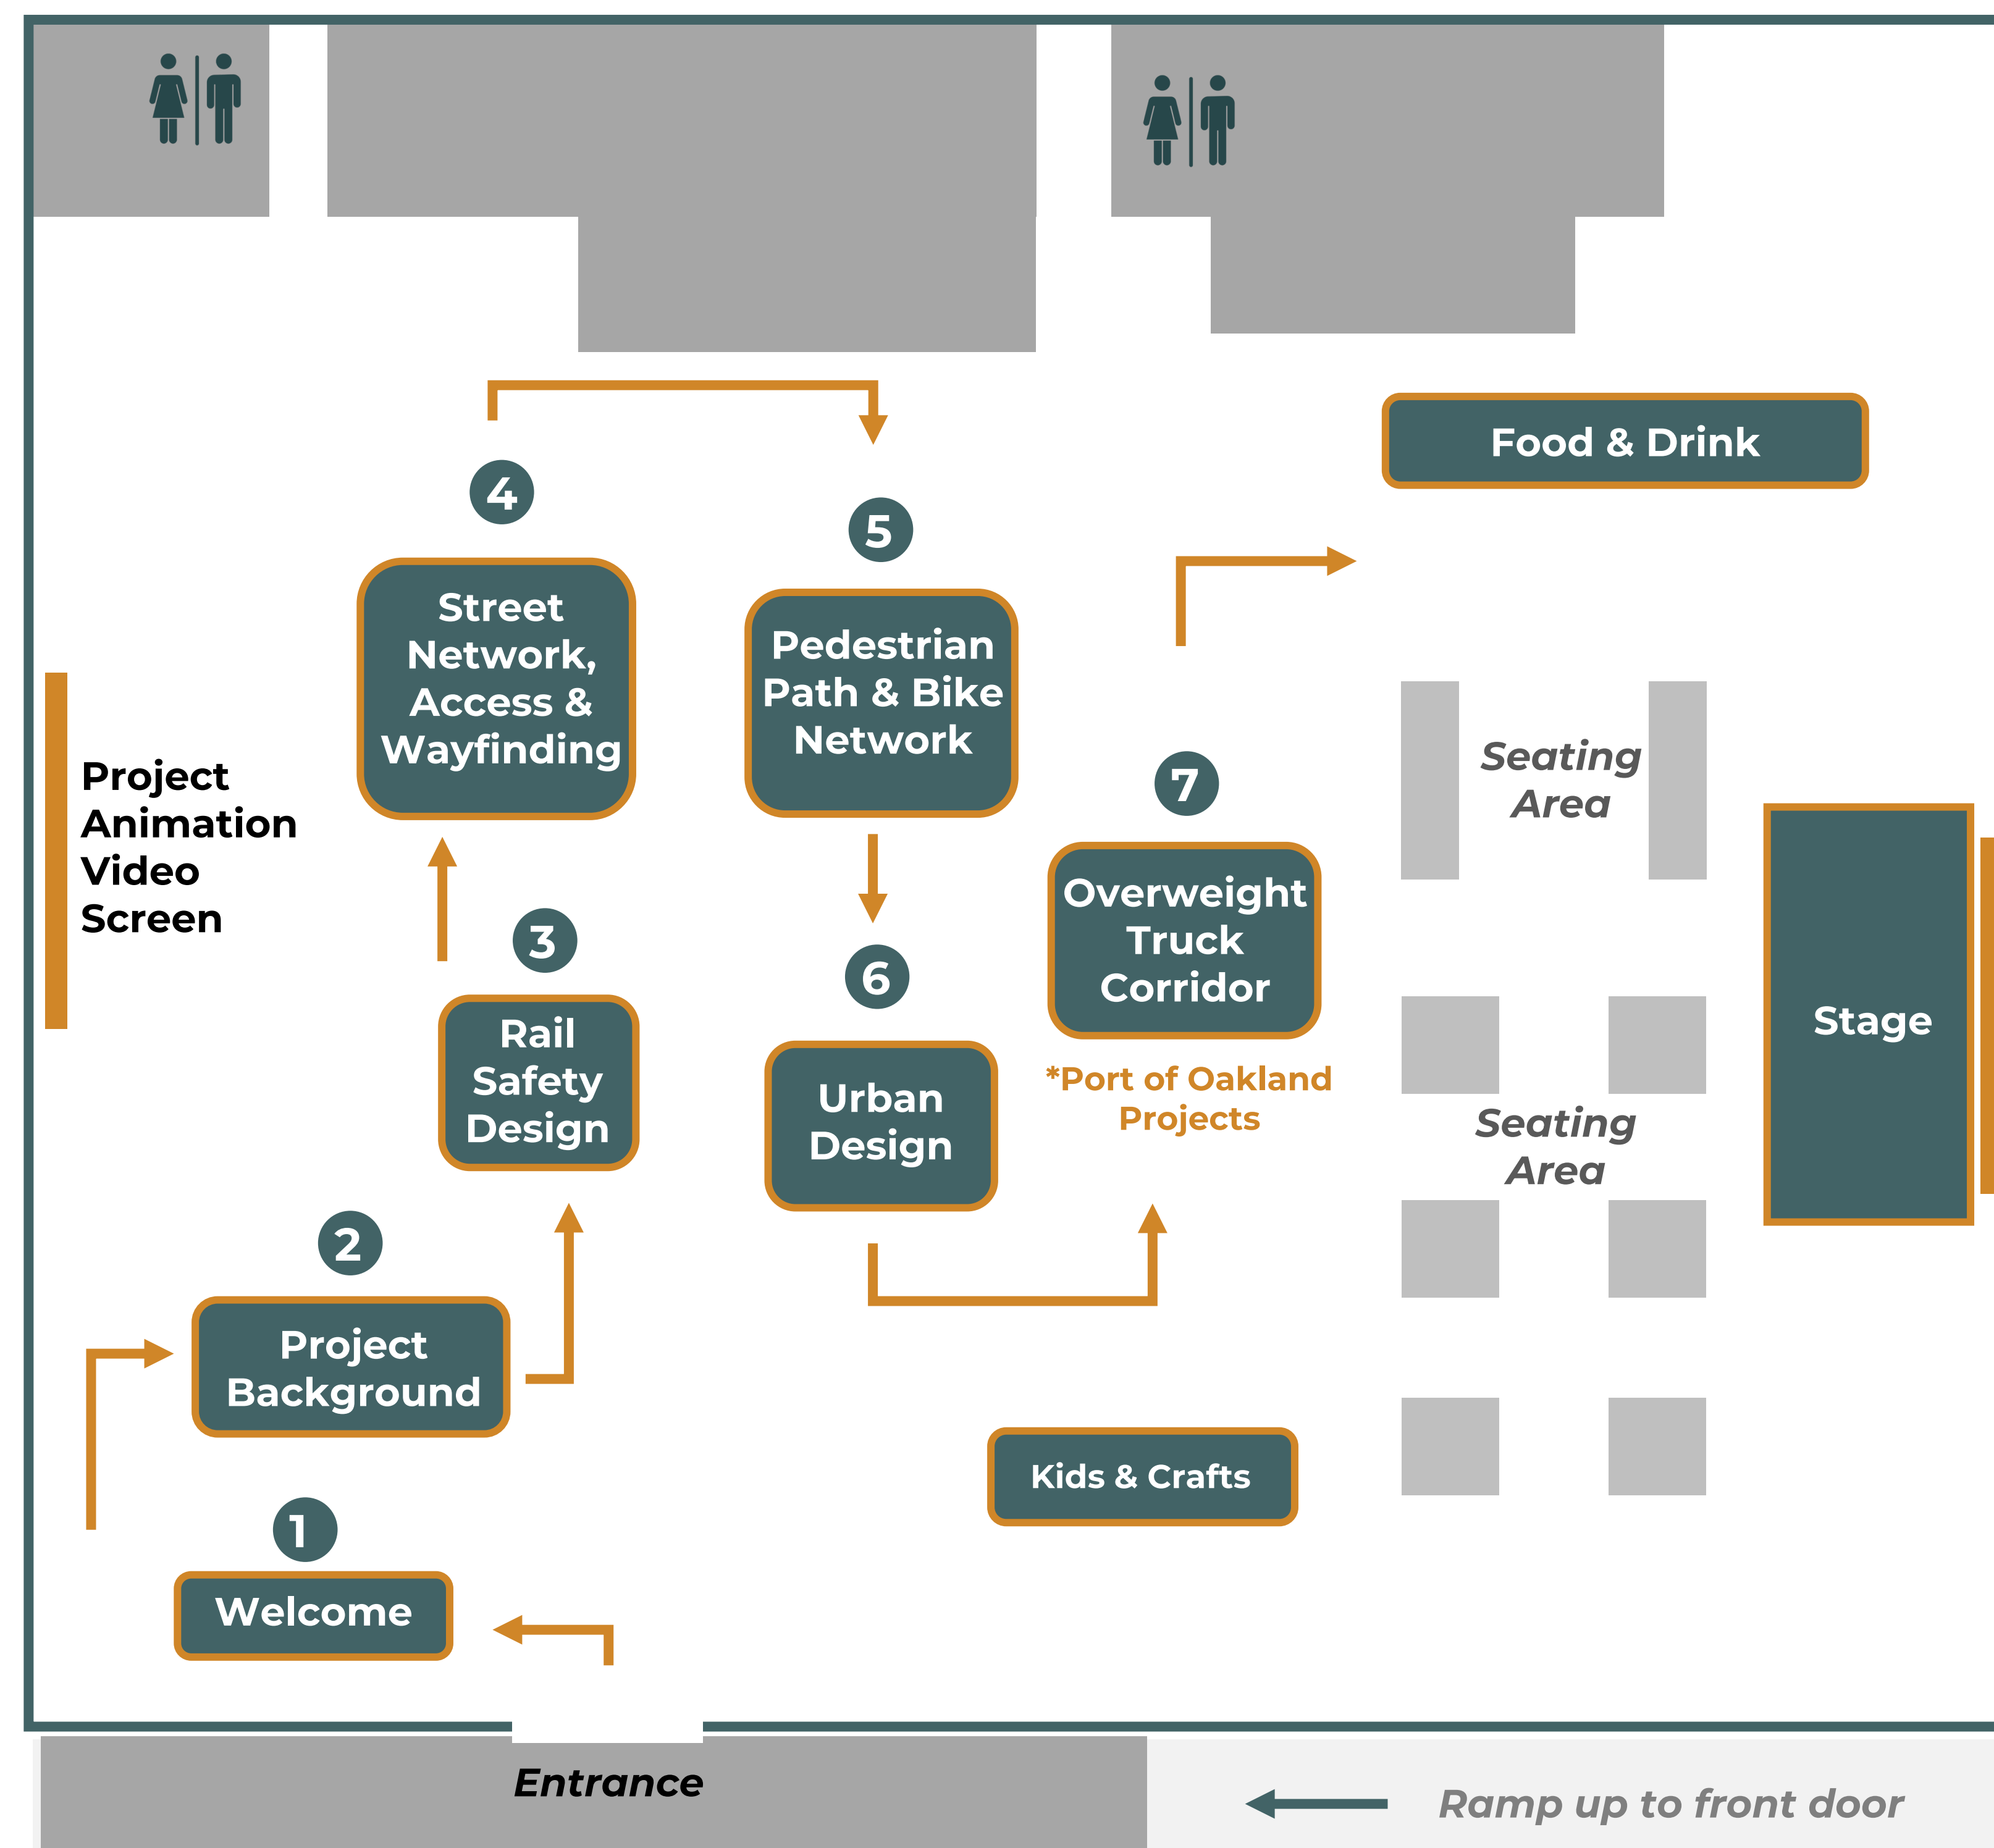 4
5
Food & Drink
Street
Network,
Access &
Wayfinding
Pedestrian
Path & Bike
Network
Project
Animation
Video
Screen
7
Overweight
Truck
Corridor
*Port of Oakland
Projects
Seating
Area
Seating
Area
Stage
3
Rail
Safety
Design
6
Urban
Design
2
Project
Background
Kids & Crafts
1
Welcome
Entrance
Ramp up to front door